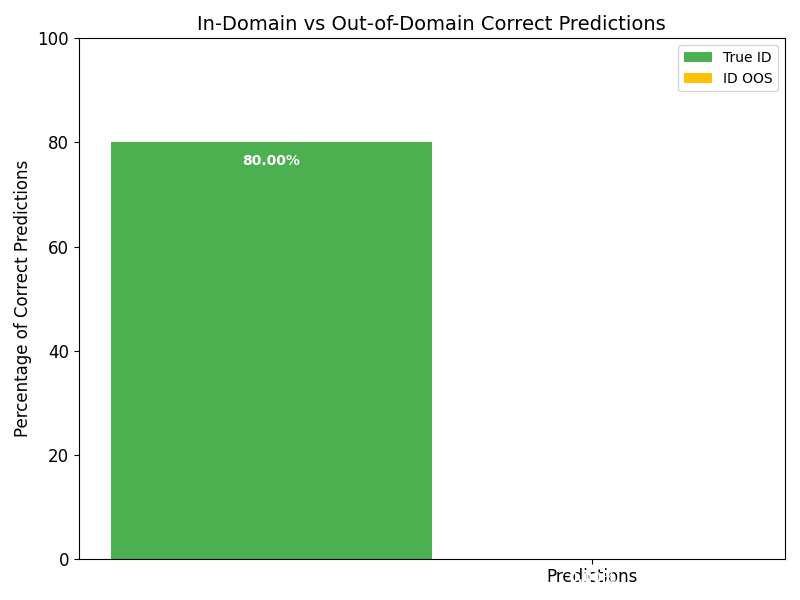 In-Domain vs Out-of-Domain Correct Predictions
100
80
60
40
20
0
Percentage of Correct Predictions
True ID
ID OOS
80.00%
Predictions